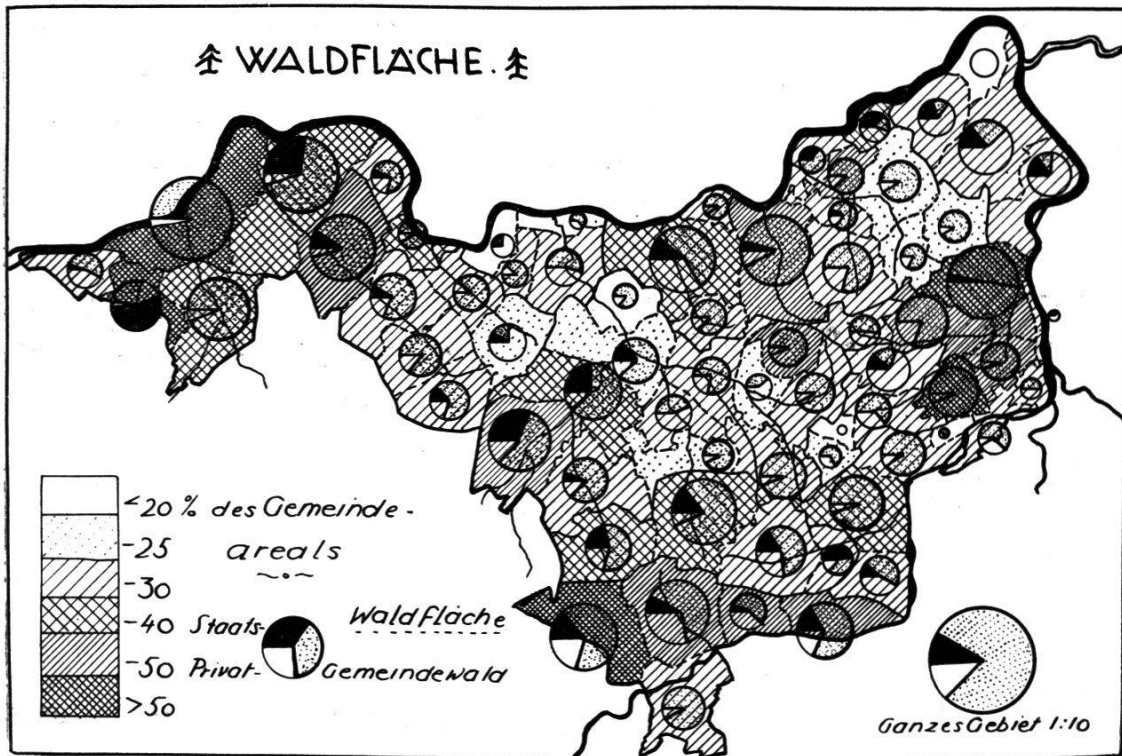 WALDFLÄCHE.
<20 % des Gemeinde-
-25 areals
-30
-40 Staats- Waldfläche
-50 Privat- Gemeindewald
>50
Ganzes Gebiet 1:10